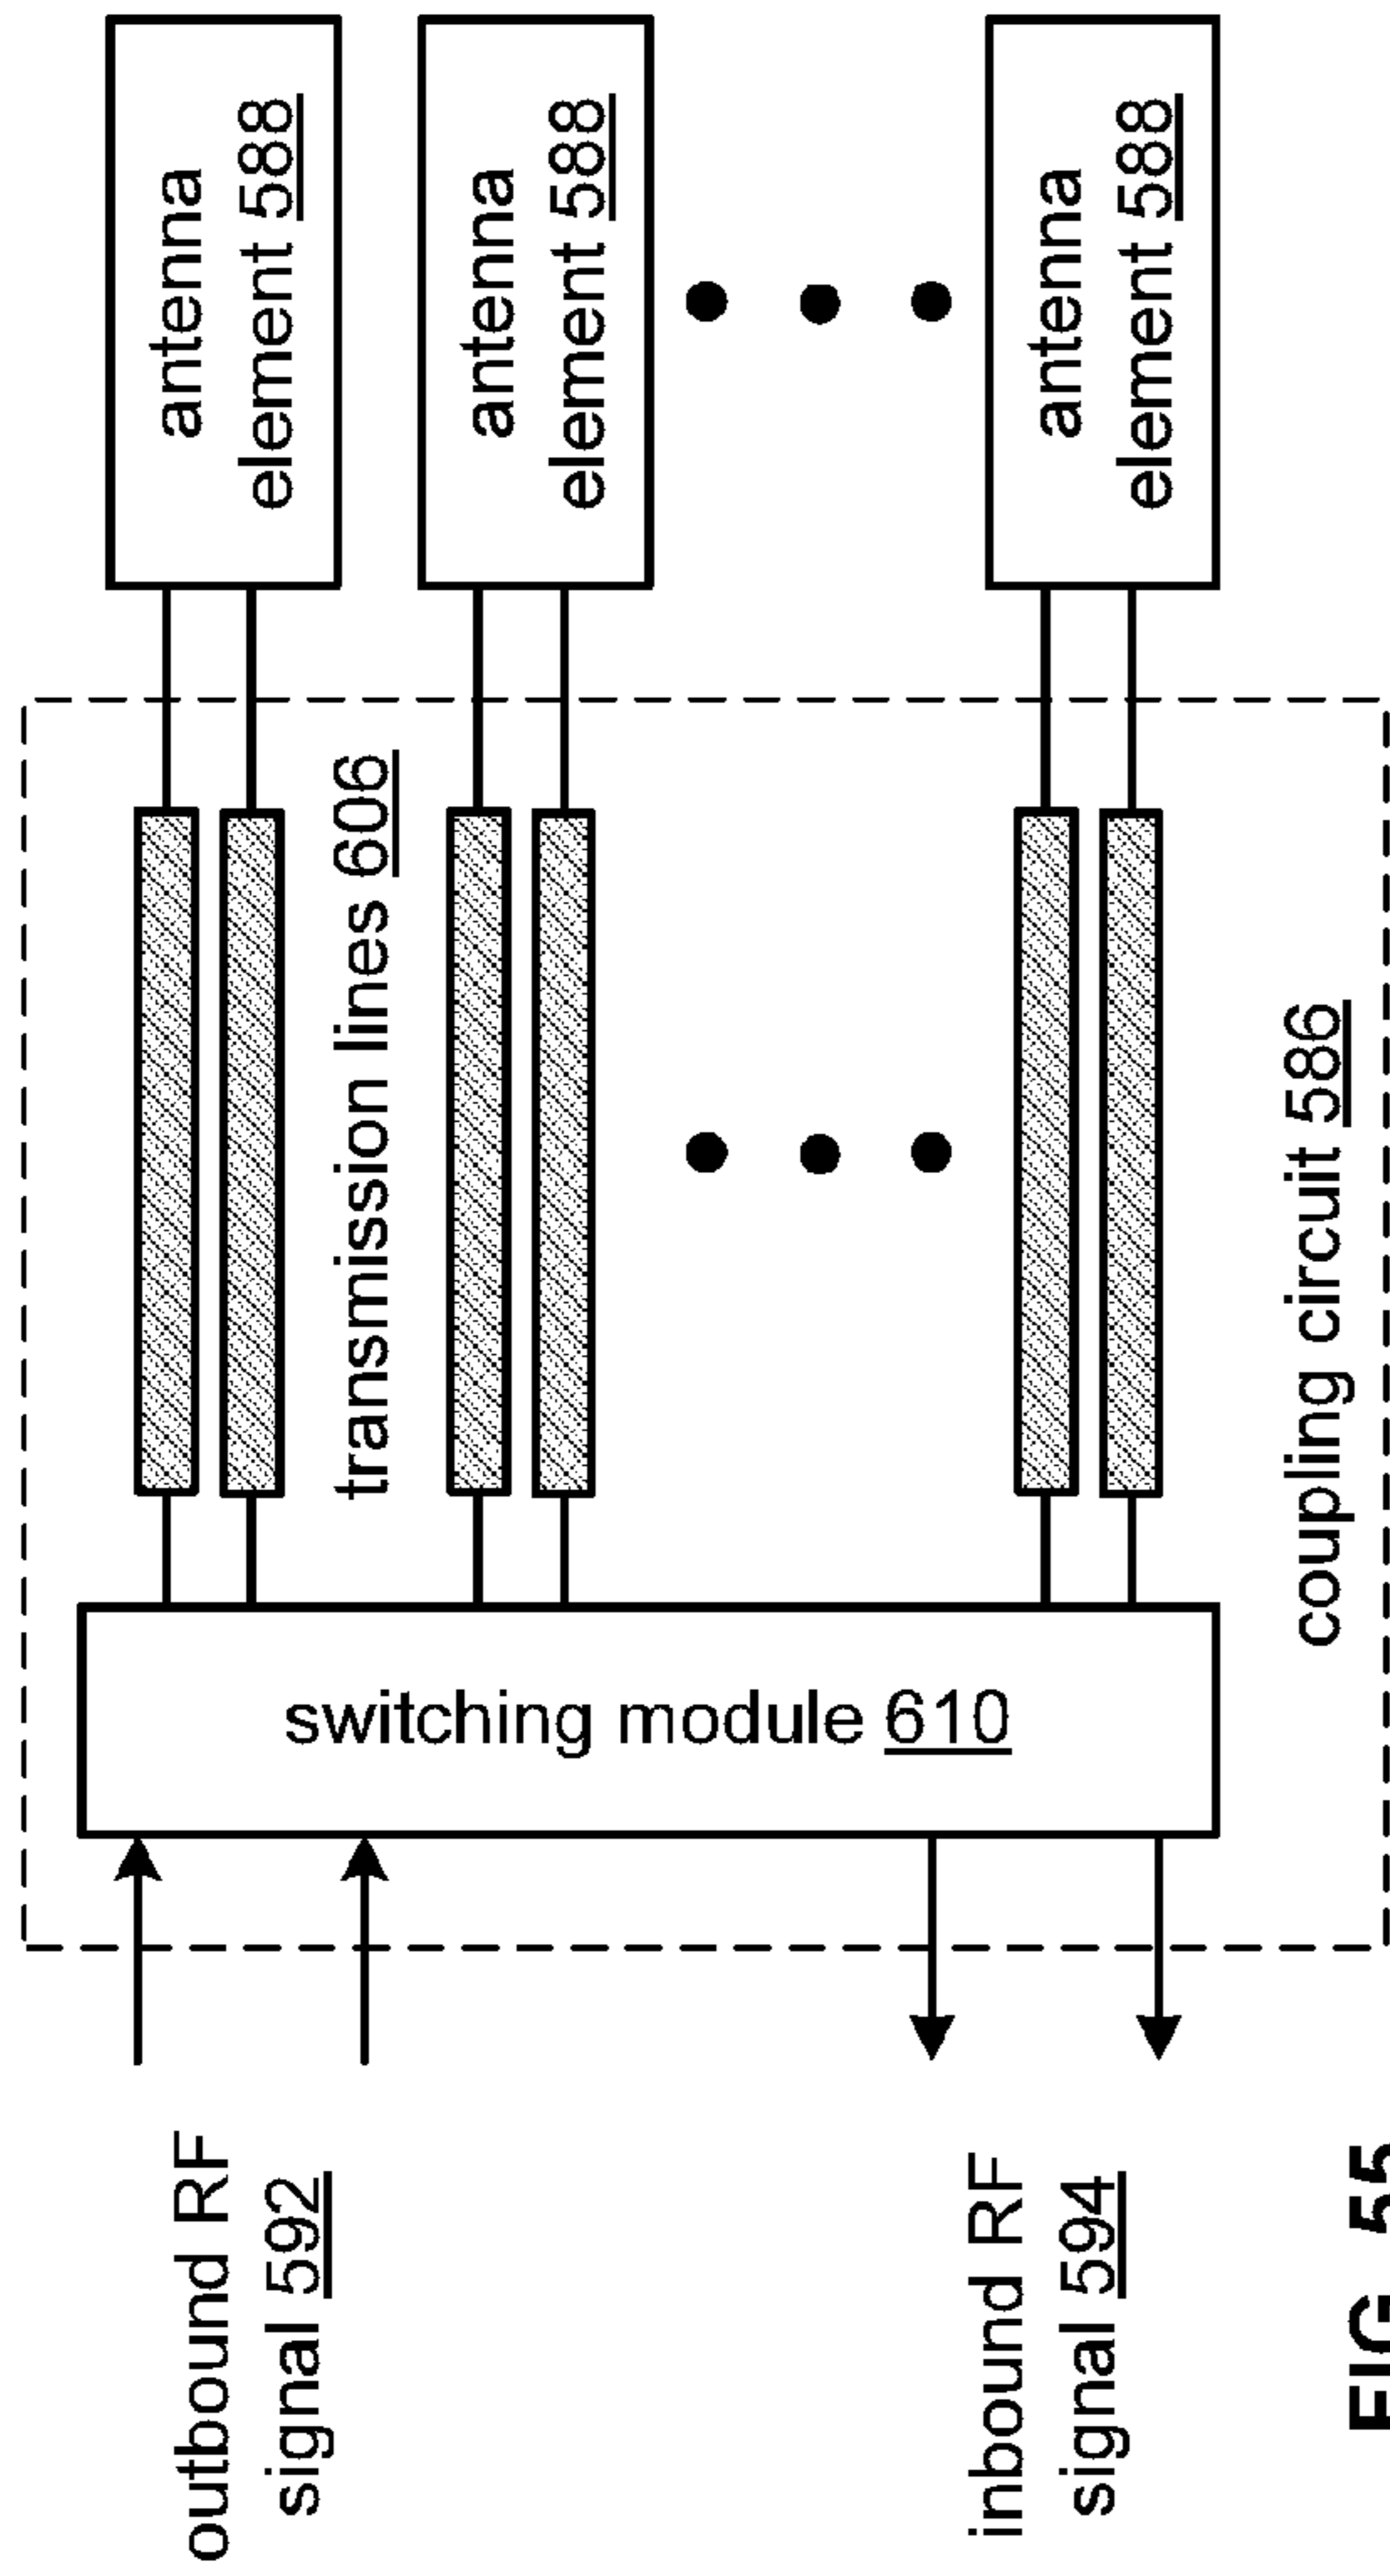 antenna
element 588
antenna
element 588
antenna
element 588
transmission lines 606
switching module 610
coupling circuit 586
outbound RF
signal 592
inbound RF
signal 594
FIG. 55